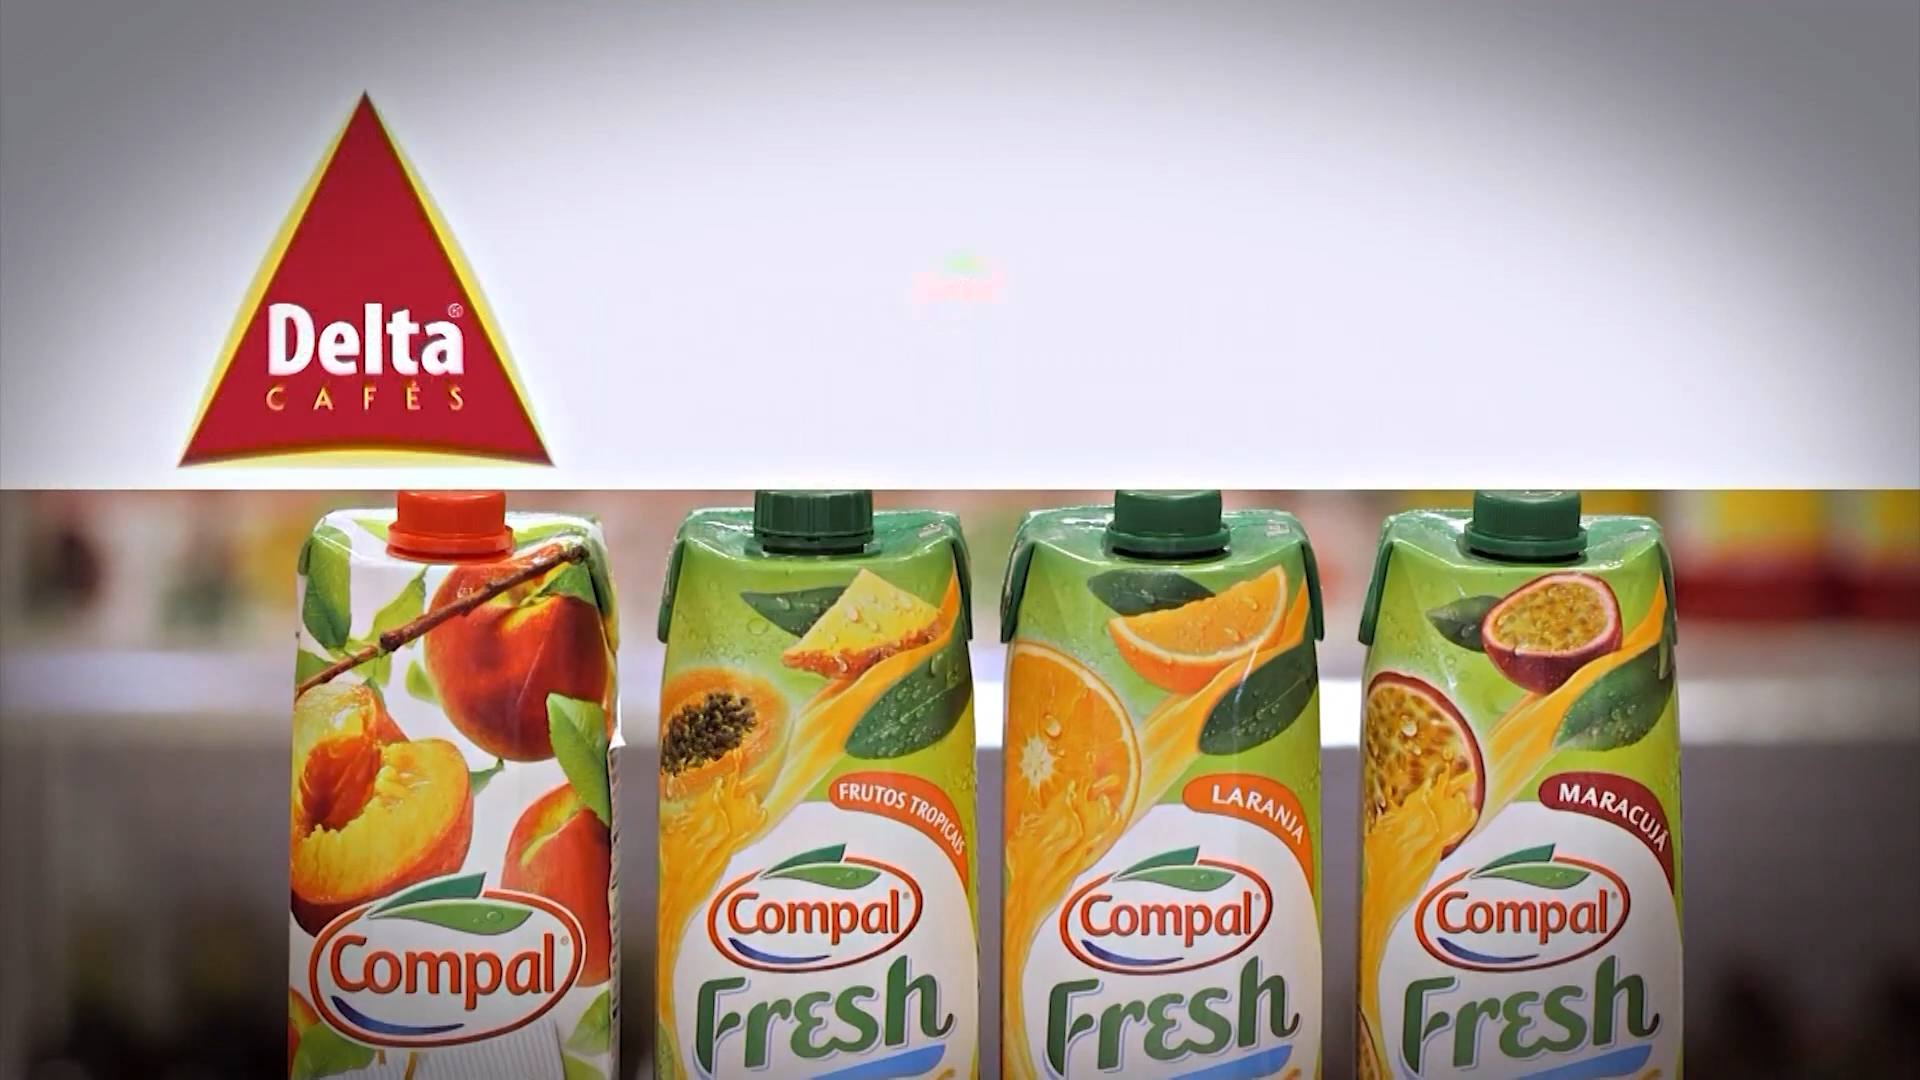 Delta®
CAFÉS
Compal®
FRUTOS TROPICAIS
Compal®
Fresh
LARANJA
Compal®
Fresh
MARACUJÁ
Compal®
Fresh